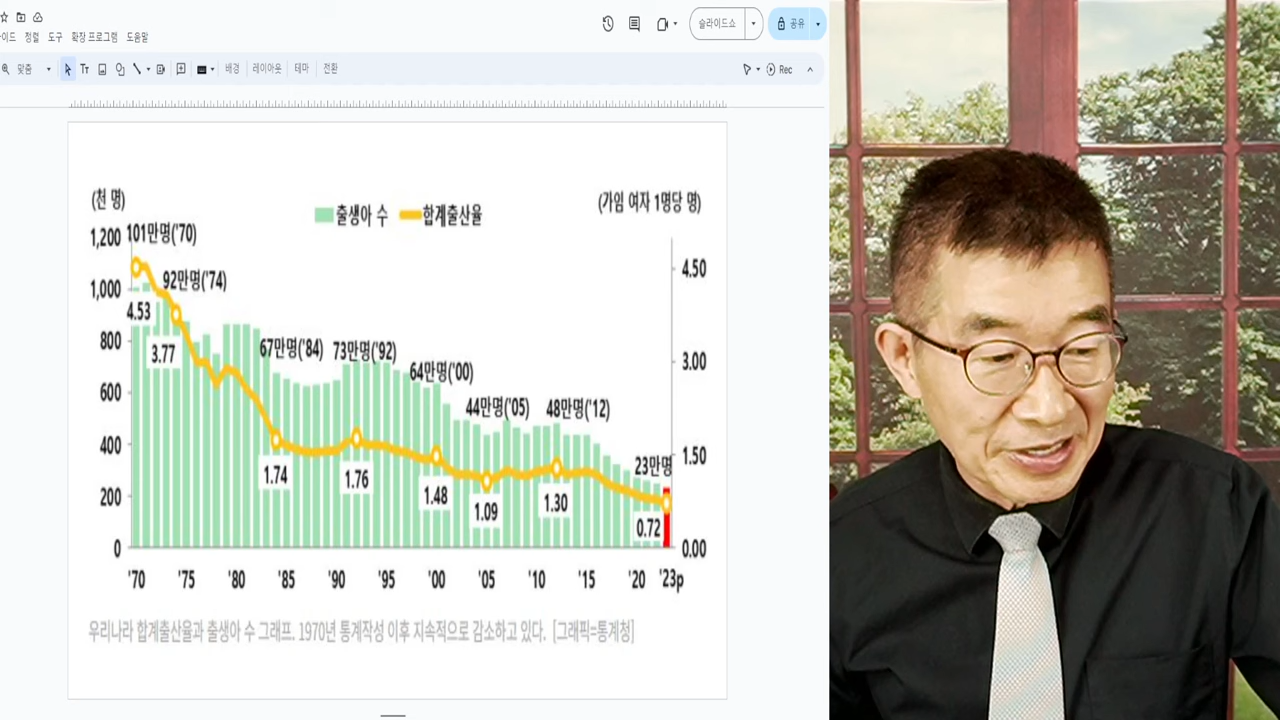 이드 정렬 도구 확장 프로그램 도움말
슬라이드쇼
공유
맞춤
Tr
배경 레이아웃 테마 전환
Rec
(천 명)
출생아 수 합계출산율
(가임 여자 1명당 명)
1,200
1,000
800
600
400
200
0
101만명('70)
92만명('74)
67만명('84)
73만명('92)
64만명('00)
44만명('05)
48만명('12)
23만명
4.53
3.77
1.74
1.76
1.48
1.09
1.30
0.72
4.50
3.00
1.50
0.00
'70 '75 '80 '85 '90 '95 '00 '05 '10 '15 '20 '23p
우리나라 합계출산율과 출생아 수 그래프. 1970년 통계작성 이후 지속적으로 감소하고 있다. [그래픽=통계청]